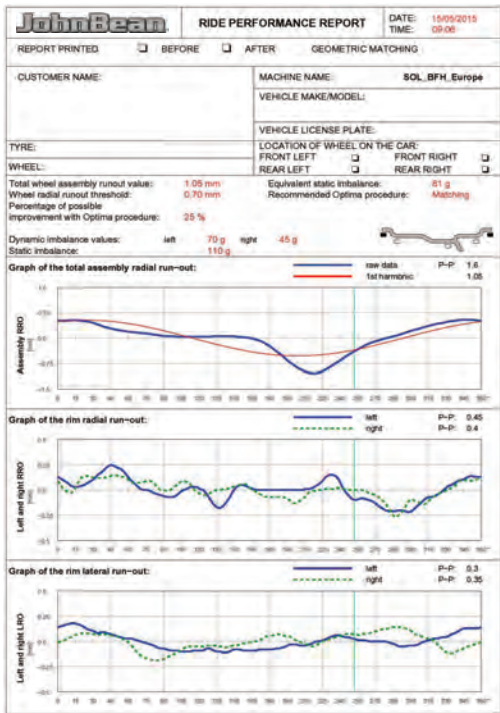 JohnBean RIDE PERFORMANCE REPORT DATE: 15/05/2015
TIME: 09:06
REPORT PRINTED ❑ BEFORE ❑ AFTER GEOMETRIC MATCHING
CUSTOMER NAME:
MACHINE NAME: SOL_BFH_Europe
VEHICLE MAKE/MODEL:
VEHICLE LICENSE PLATE:
TYRE:
WHEEL:
LOCATION OF WHEEL ON THE CAR:
FRONT LEFT ❑ FRONT RIGHT ❑
REAR LEFT ❑ REAR RIGHT ❑
Total wheel assembly runout value: 1.05 mm Equivalent static imbalance: 81 g
Wheel radial runout threshold: 0.70 mm Recommended Optima procedure: Matching
Percentage of possible
improvement with Optima procedure: 25 %
Dynamic imbalance values: left 70 g right 45 g
Static imbalance: 110 g
Graph of the total assembly radial run-out: raw data P-P: 1.6
1st harmonic 1.05
Assembly RRO
[mm]
Graph of the rim radial run-out: left P-P: 0.45
right P-P: 0.4
Left and right RRO
[mm]
Graph of the rim lateral run-out: left P-P: 0.3
right P-P: 0.35
Left and right LRO
[mm]